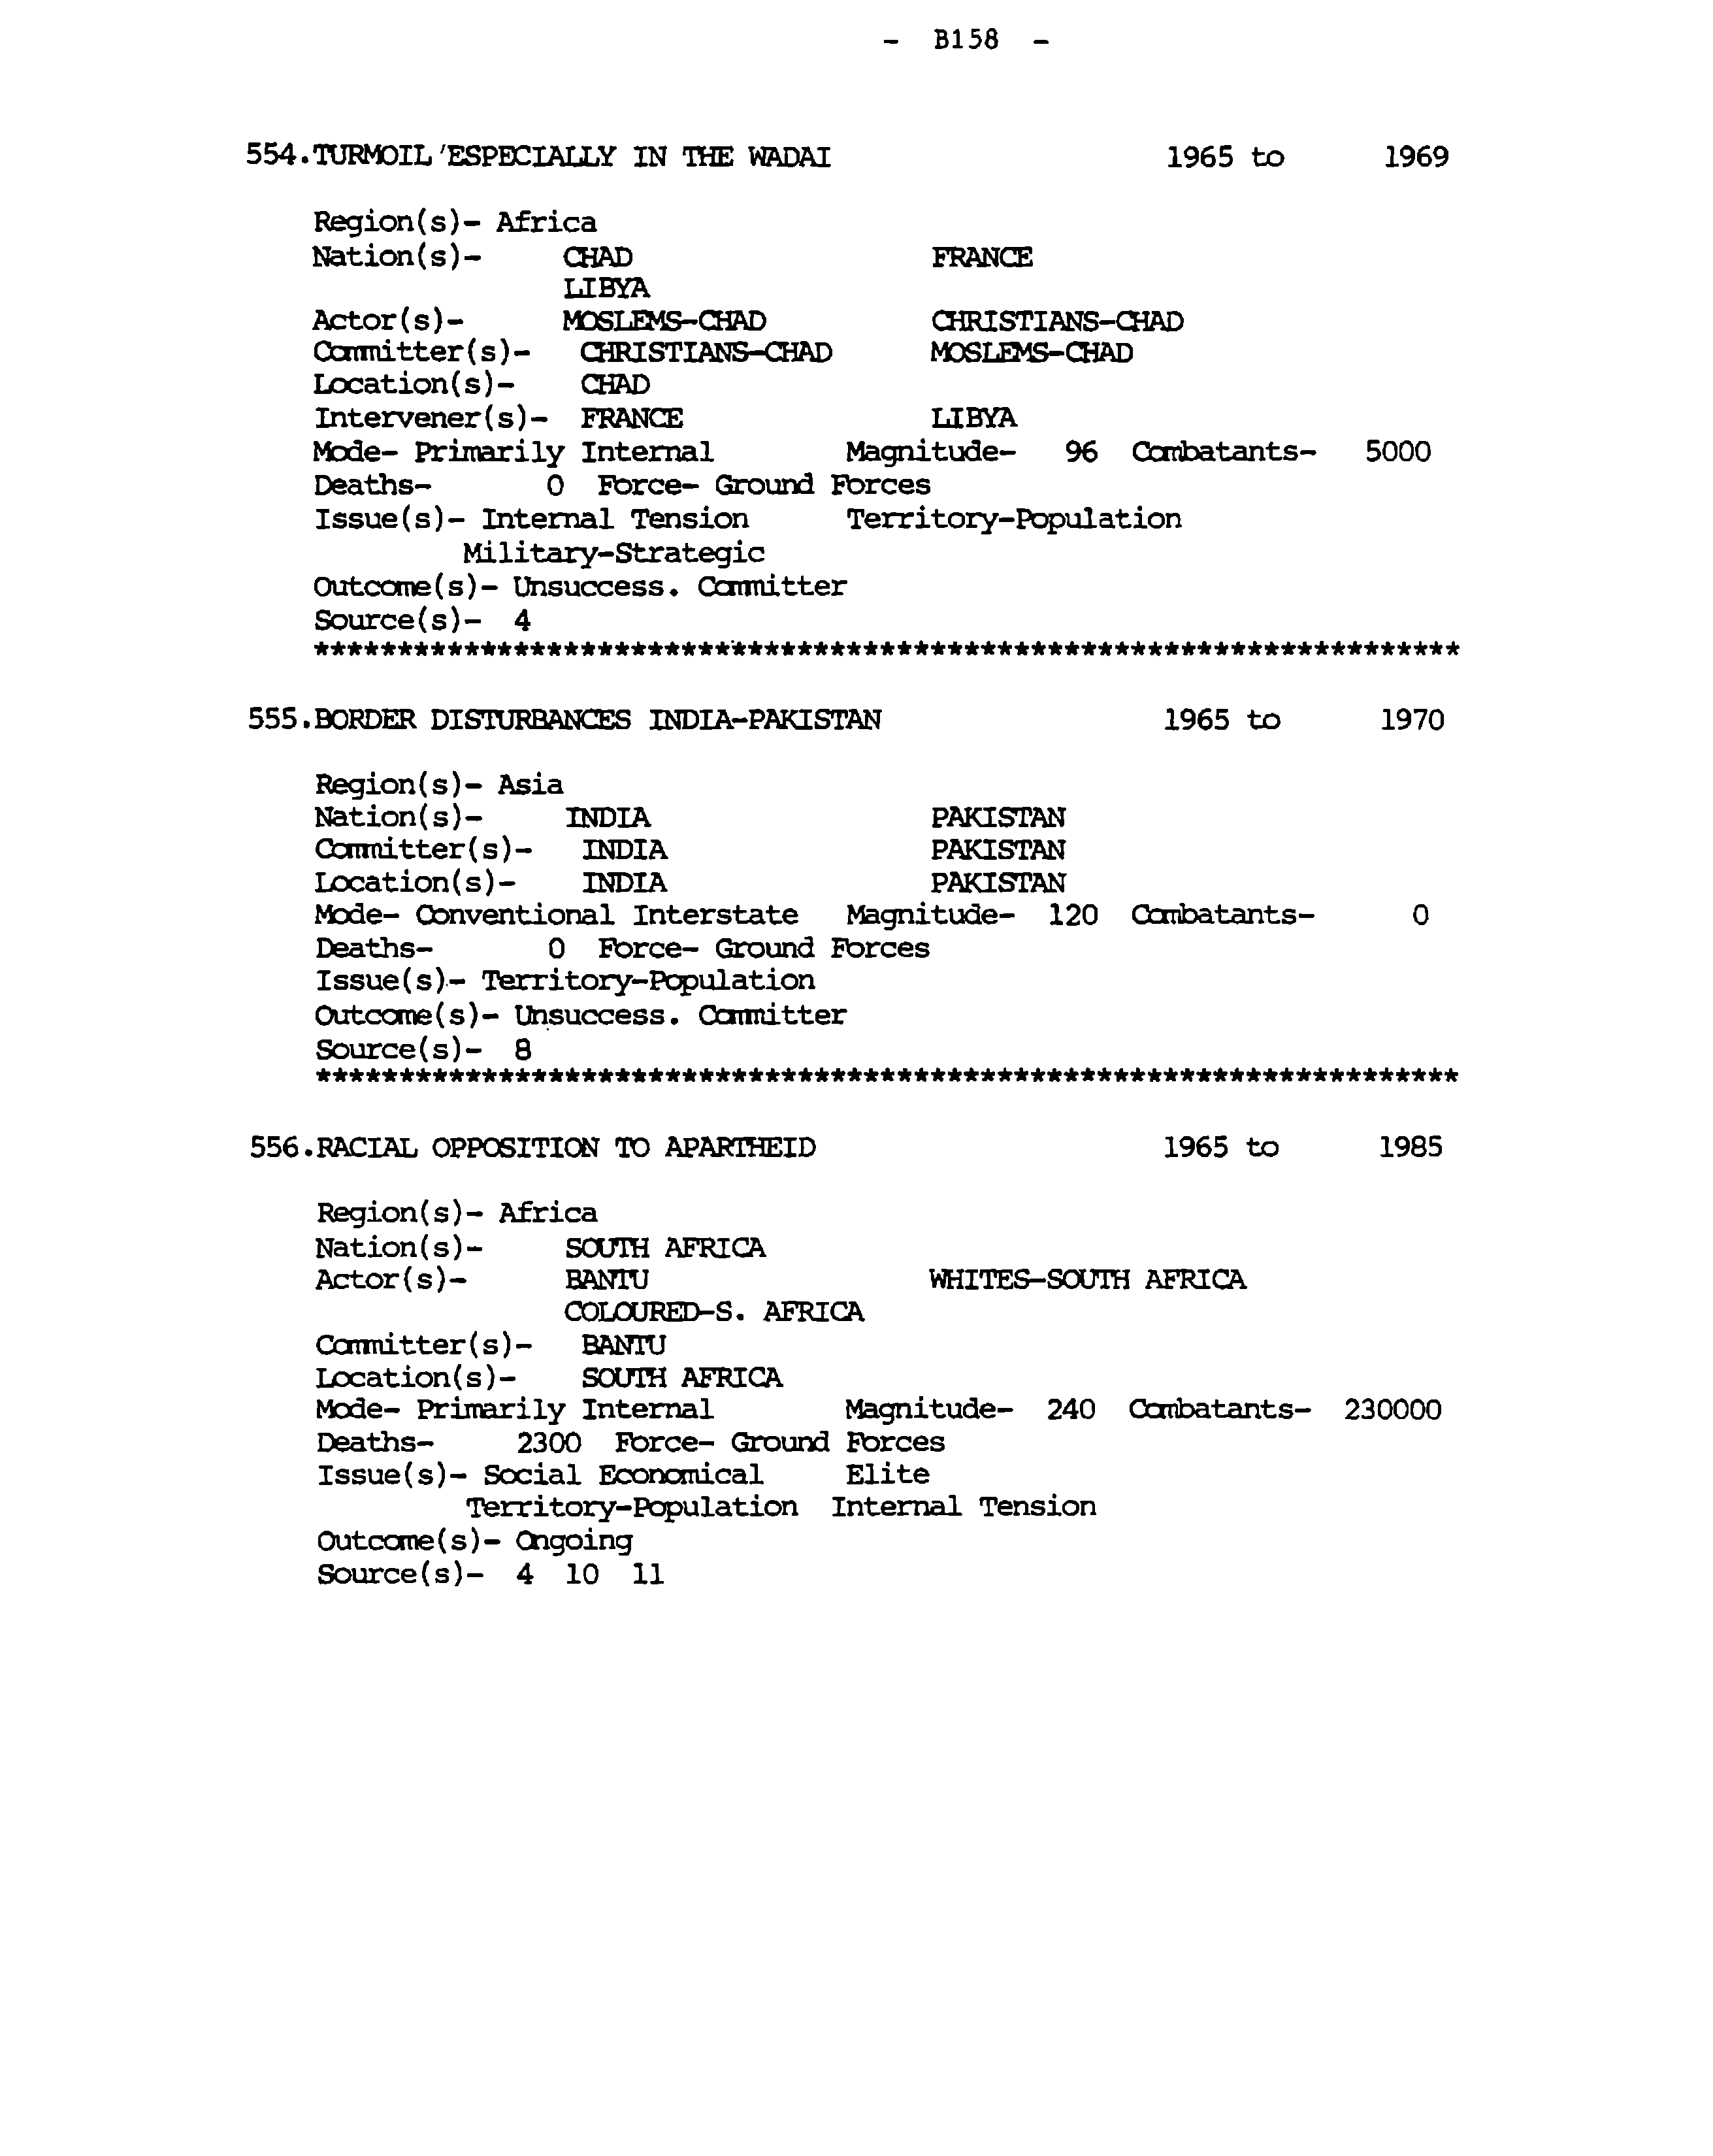 - B158 -
554.TURMOIL 'ESPECIALLY IN THE WADAI 1965 to 1969
Region(s)- Africa
Nation(s)- CHAD FRANCE
LIBYA
Actor(s)- MOSLEMS-CHAD CHRISTIANS-CHAD
Committer(s)- CHRISTIANS-CHAD MOSLEMS-CHAD
Location(s)- CHAD
Intervener(s)- FRANCE LIBYA
Mode- Primarily Internal Magnitude- 96 Combatants- 5000
Deaths- 0 Force- Ground Forces
Issue(s)- Internal Tension Territory-Population
Military-Strategic
Outcome(s)- Unsuccess. Committer
Source(s)- 4
*********************************************************************
555.BORDER DISTURBANCES INDIA-PAKISTAN 1965 to 1970
Region(s)- Asia
Nation(s)- INDIA PAKISTAN
Committer(s)- INDIA PAKISTAN
Location(s)- INDIA PAKISTAN
Mode- Conventional Interstate Magnitude- 120 Combatants- 0
Deaths- 0 Force- Ground Forces
Issue(s)- Territory-Population
Outcome(s)- Unsuccess. Committer
Source(s)- 8
*********************************************************************
556.RACIAL OPPOSITION TO APARTHEID 1965 to 1985
Region(s)- Africa
Nation(s)- SOUTH AFRICA
Actor(s)- BANTU WHITES-SOUTH AFRICA
COLOURED-S. AFRICA
Committer(s)- BANTU
Location(s)- SOUTH AFRICA
Mode- Primarily Internal Magnitude- 240 Combatants- 230000
Deaths- 2300 Force- Ground Forces
Issue(s)- Social Economical Elite
Territory-Population Internal Tension
Outcome(s)- Ongoing
Source(s)- 4 10 11